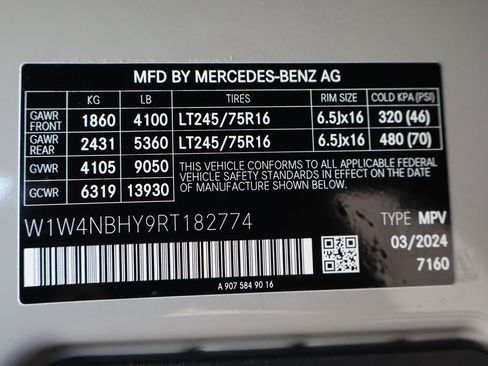 MFD BY MERCEDES-BENZ AG
KG LB TIRES RIM SIZE COLD KPA (PSI)
GAWR FRONT 1860 4100 LT245/75R16 6.5Jx16 320 (46)
GAWR REAR 2431 5360 LT245/75R16 6.5Jx16 480 (70)
GVWR 4105 9050
GCWR 6319 13930
THIS VEHICLE CONFORMS TO ALL APPLICABLE FEDERAL
VEHICLE SAFETY STANDARDS IN EFFECT ON THE DATE
OF MANUFACTURE SHOWN ABOVE.
W1W4NBHY9RT182774
TYPE MPV
03/2024
7160
A 907 584 90 16